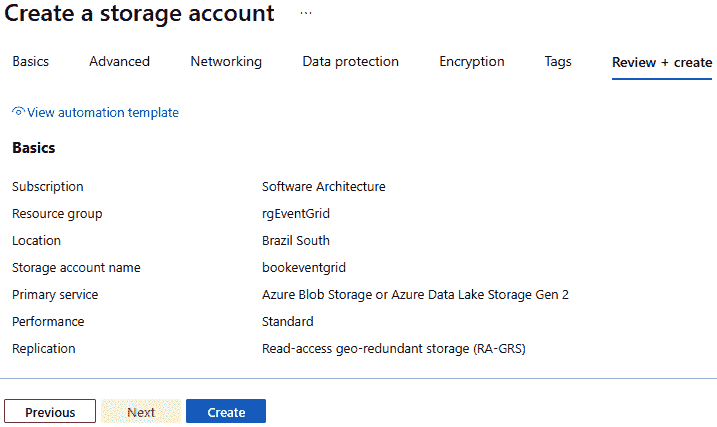 Create a storage account ...
Basics Advanced Networking Data protection Encryption Tags Review + create
View automation template
Basics
Subscription Software Architecture
Resource group rgEventGrid
Location Brazil South
Storage account name bookeventgrid
Primary service Azure Blob Storage or Azure Data Lake Storage Gen 2
Performance Standard
Replication Read-access geo-redundant storage (RA-GRS)
Previous Next Create